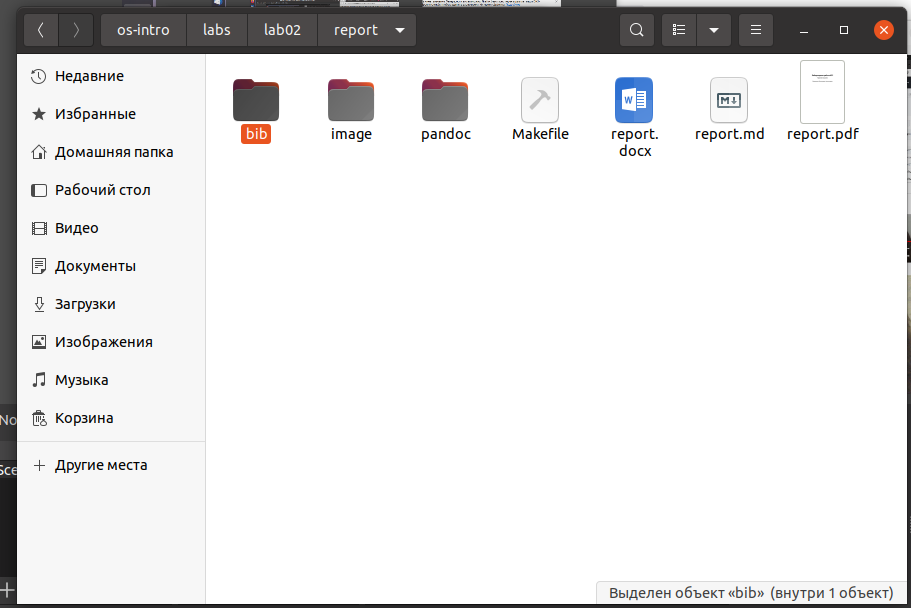 os-intro labs lab02 report
Недавние
Избранные
Домашняя папка
Рабочий стол
Видео
Документы
Загрузки
Изображения
Музыка
Корзина
Другие места
bib
image
pandoc
Makefile
report.
docx
report.md
report.pdf
No
Sce
Выделен объект «bib» (внутри 1 объект)